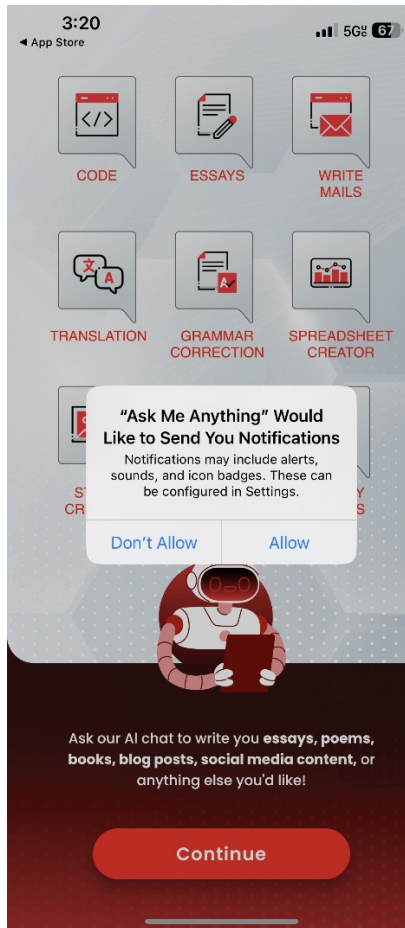 3:20
5G
67
◀ App Store
CODE
ESSAYS
WRITE
MAILS
TRANSLATION
GRAMMAR
CORRECTION
SPREADSHEET
CREATOR
“Ask Me Anything” Would
Like to Send You Notifications
Notifications may include alerts,
sounds, and icon badges. These can
be configured in Settings.
Don't Allow
Allow
Ask our AI chat to write you essays, poems,
books, blog posts, social media content, or
anything else you'd like!
Continue